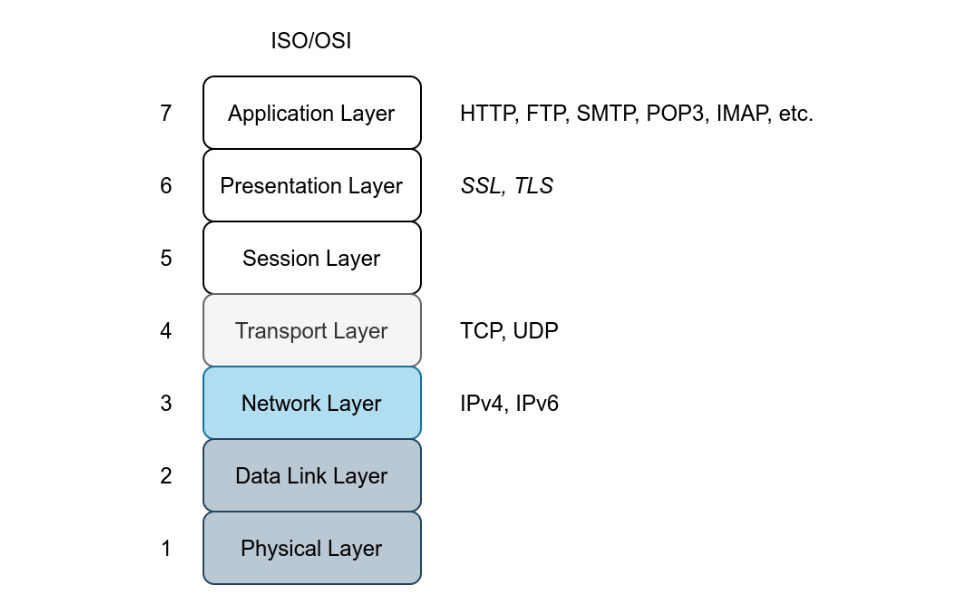 ISO/OSI
7 Application Layer HTTP, FTP, SMTP, POP3, IMAP, etc.
6 Presentation Layer SSL, TLS
5 Session Layer
4 Transport Layer TCP, UDP
3 Network Layer IPv4, IPv6
2 Data Link Layer
1 Physical Layer